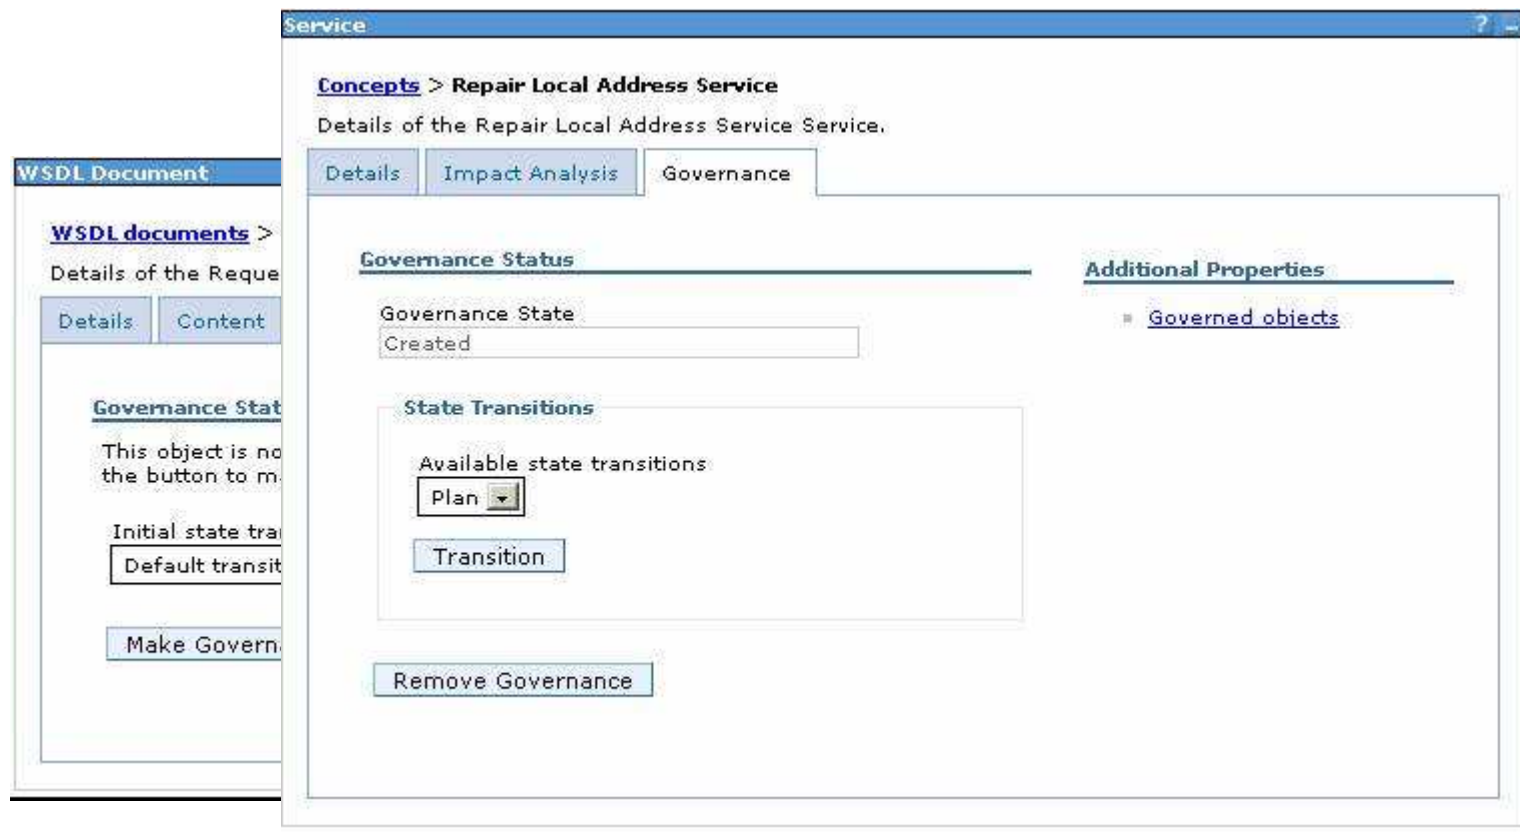 Service
?
Concepts > Repair Local Address Service
Details of the Repair Local Address Service Service.
Details
Impact Analysis
Governance
Governance Status
Governance State
Created
State Transitions
Available state transitions
Plan
Transition
Remove Governance
Additional Properties
Governed objects
WSDL Document
WSDL documents >
Details of the Reque
Details
Content
Governance Stat
This object is no
the button to m
Initial state tra
Default transit
Make Govern